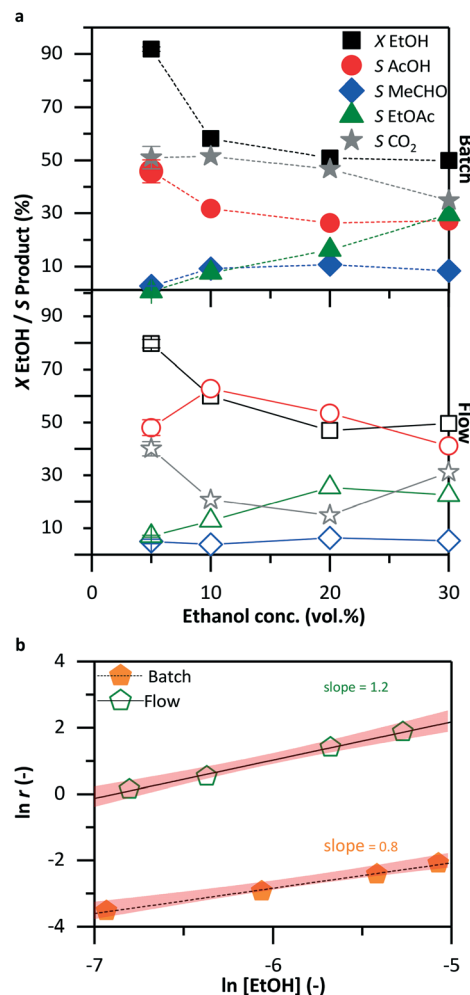 a
X EtOH
S AcOH
S MeCHO
S EtOAc
S CO₂
90
70
50
30
10
Batch
X EtOH / S Product (%)
90
70
50
30
10
Flow
0
10
20
30
Ethanol conc. (vol.%)
b
4
2
0
-2
-4
Batch
Flow
slope = 1.2
slope = 0.8
ln r (-)
-7
-6
-5
ln [EtOH] (-)